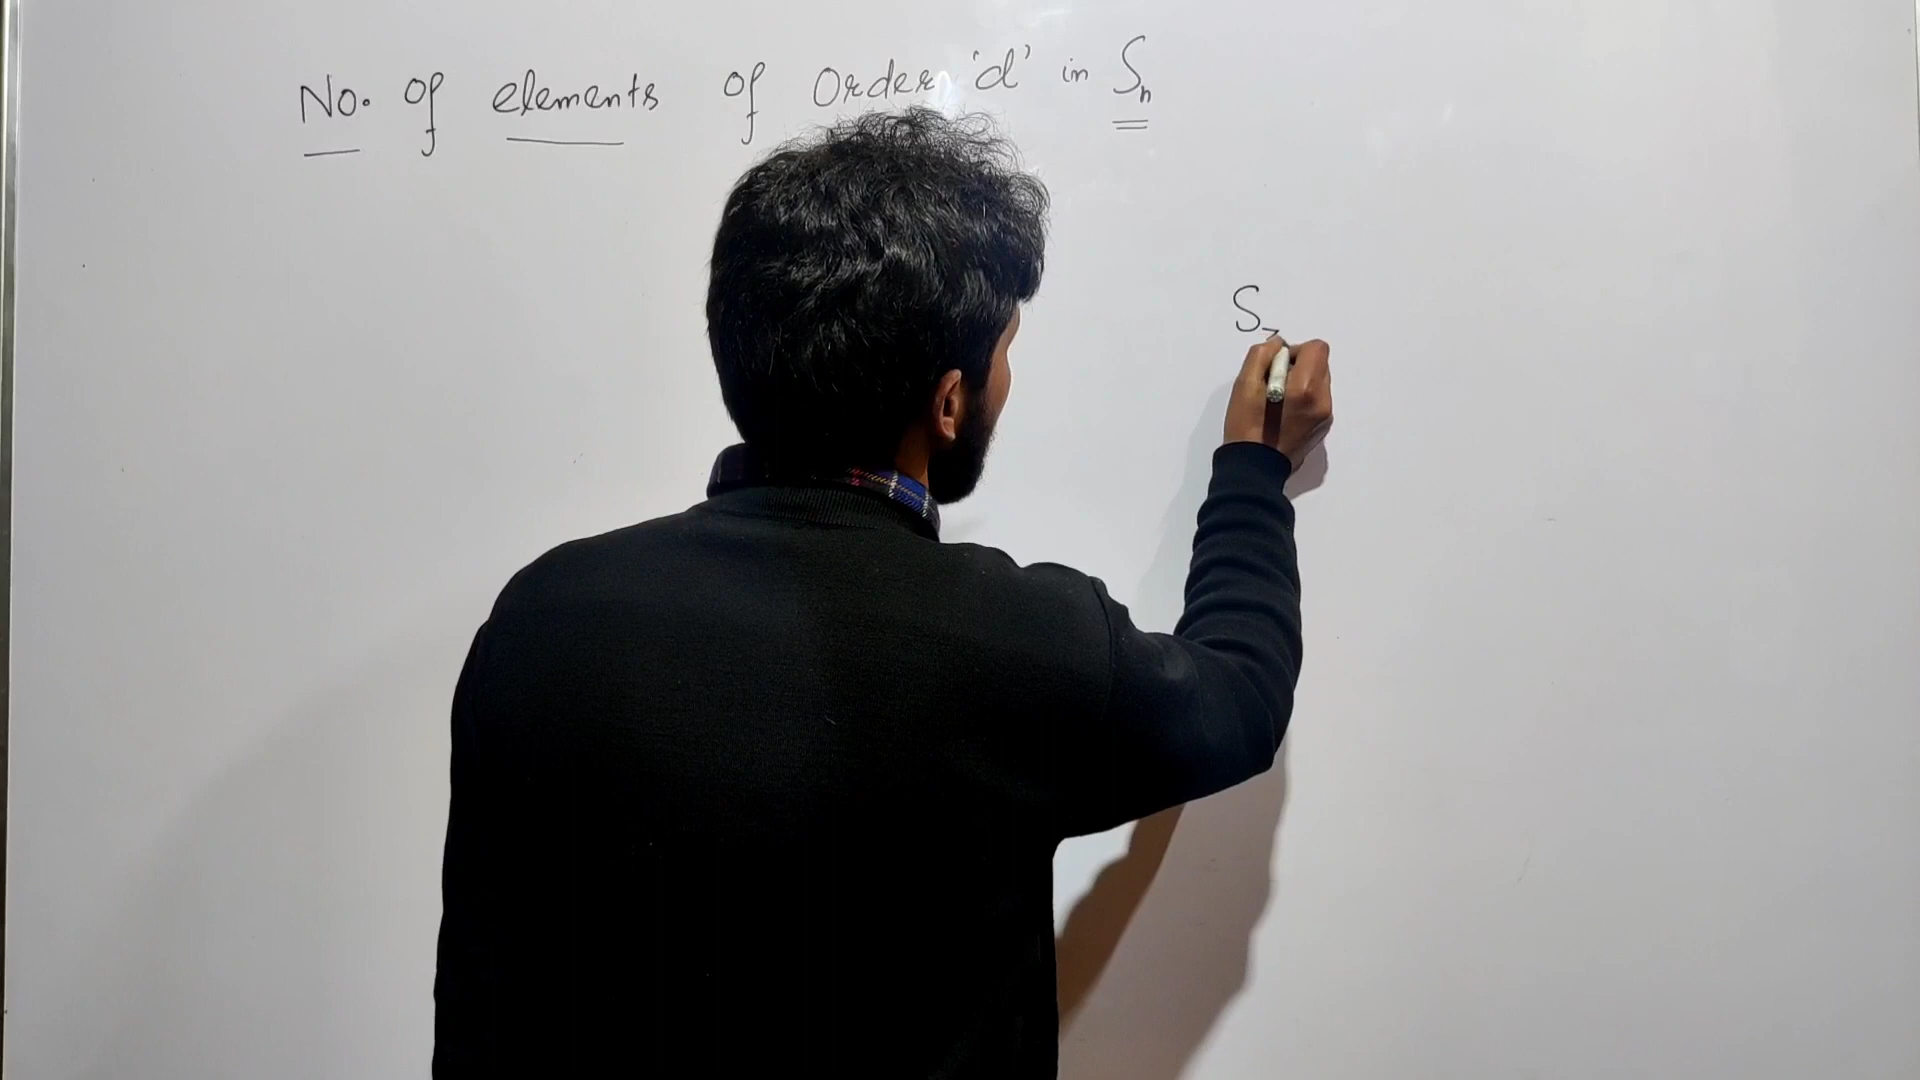 No. of elements of Order 'd' in Sn
S